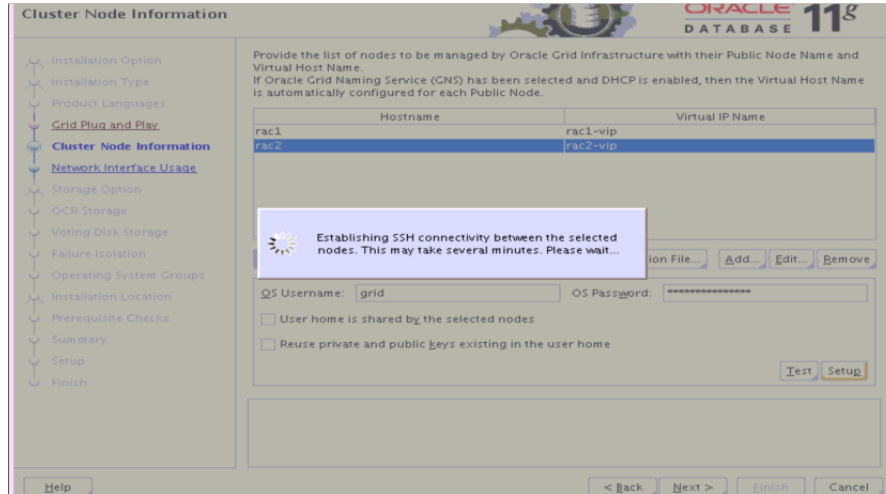 Cluster Node Information
ORACLE 11g
DATABASE
Installation Option
Installation Type
Product Languages
Grid Plug and Play
Cluster Node Information
Network Interface Usage
Storage Option
OCR Storage
Voting Disk Storage
Failure Isolation
Operating System Groups
Installation Location
Prerequisite Checks
Summary
Setup
Finish
Provide the list of nodes to be managed by Oracle Grid Infrastructure with their Public Node Name and
Virtual Host Name.
If Oracle Grid Naming Service (GNS) has been selected and DHCP is enabled, then the Virtual Host Name
is automatically configured for each Public Node.
Hostname Virtual IP Name
rac1 rac1-vip
rac2 rac2-vip
Establishing SSH connectivity between the selected
nodes. This may take several minutes. Please wait...
ion File... Add... Edit... Remove
OS Username: grid OS Password: ***************
User home is shared by the selected nodes
Reuse private and public keys existing in the user home
Test Setup
Help < Back Next > Finish Cancel